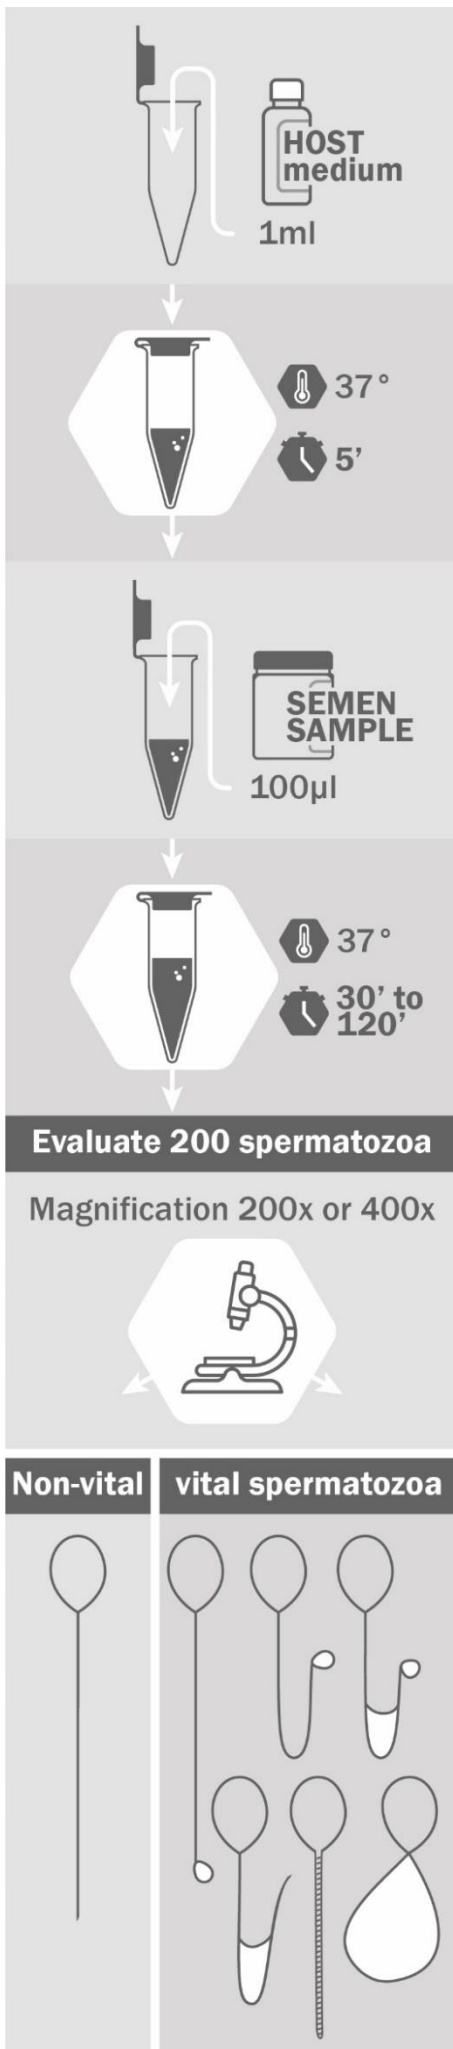 HOST
medium
1ml
37°
5’
SEMEN
SAMPLE
100µl
37°
30’ to
120’
Evaluate 200 spermatozoa
Magnification 200x or 400x
Non-vital
vital spermatozoa